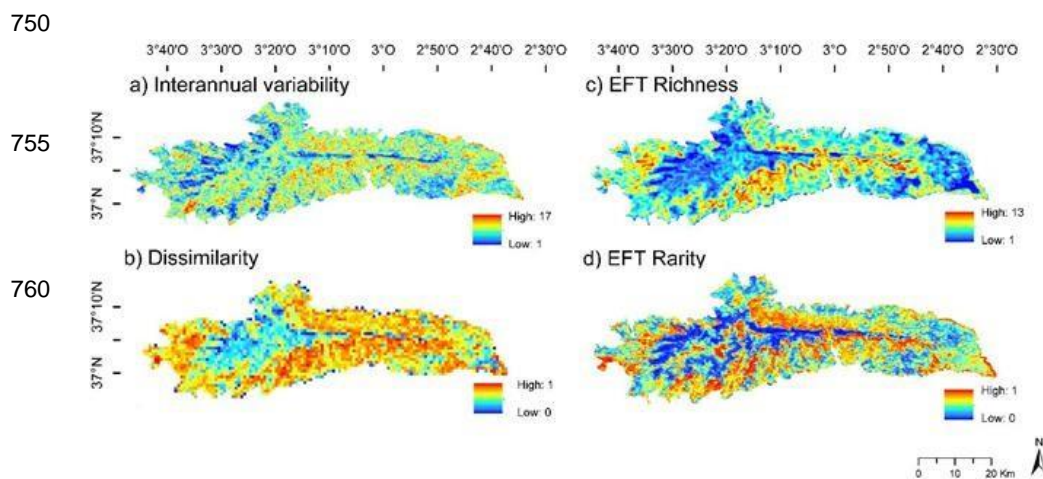 750
3°40'O 3°30'O 3°20'O 3°10'O 3°O 2°50'O 2°40'O 2°30'O
3°40'O 3°30'O 3°20'O 3°10'O 3°O 2°50'O 2°40'O 2°30'O
a) Interannual variability
c) EFT Richness
755
37°10'N
37°N
High: 17
Low: 1
High: 13
Low: 1
b) Dissimilarity
d) EFT Rarity
760
37°10'N
37°N
High: 1
Low: 0
High: 1
Low: 0
N
0 10 20 Km